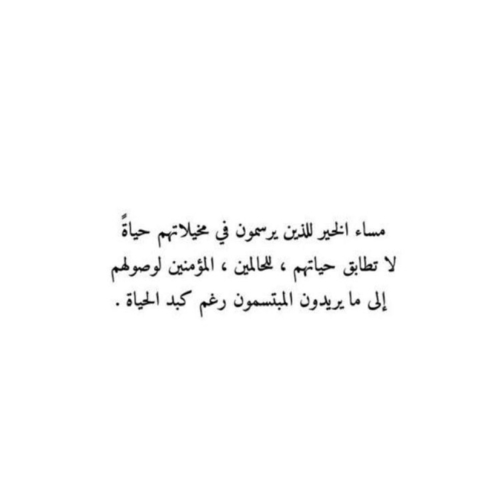 مساء الخير للذين يرسمون في مخيلاتهم حياةً
لا تطابق حياتهم ، للحالمين ، المؤمنين لوصولهم
إلى ما يريدون المبتسمون رغم كبد الحياة .